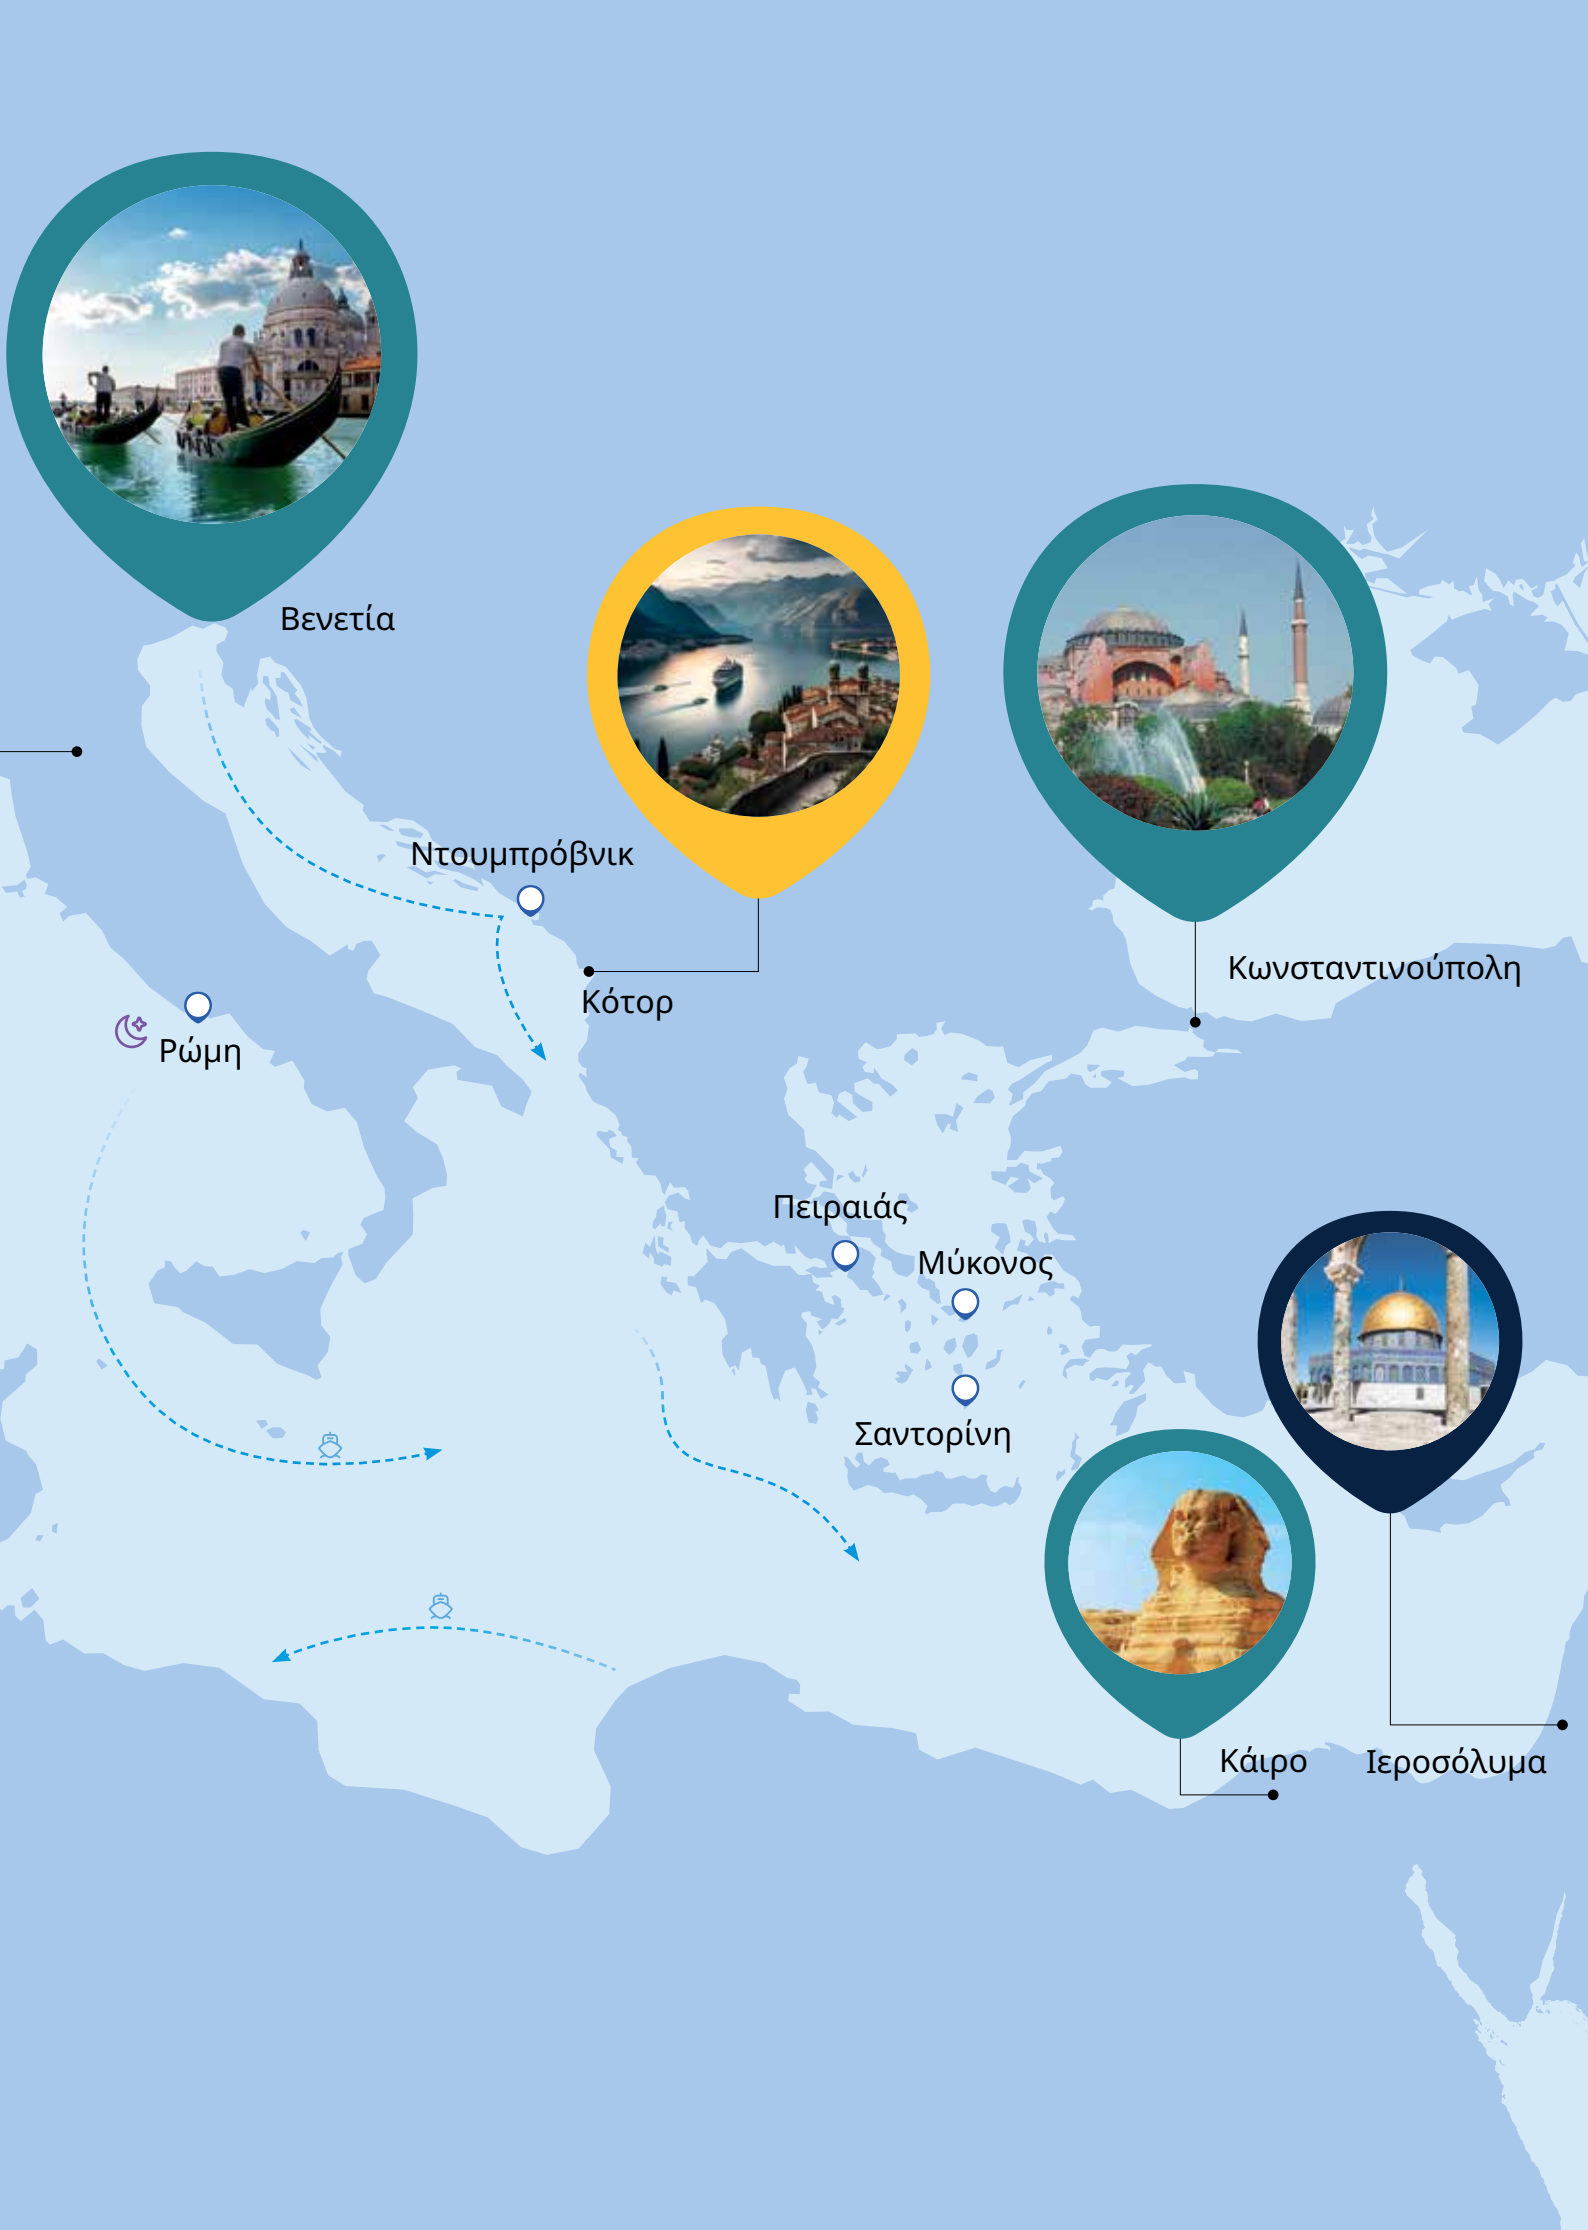 Βενετία
Ντουμπρόβνικ
Κωνσταντινούπολη
Κότορ
Ρώμη
Πειραιάς
Μύκονος
Σαντορίνη
Κάιρο
Ιεροσόλυμα